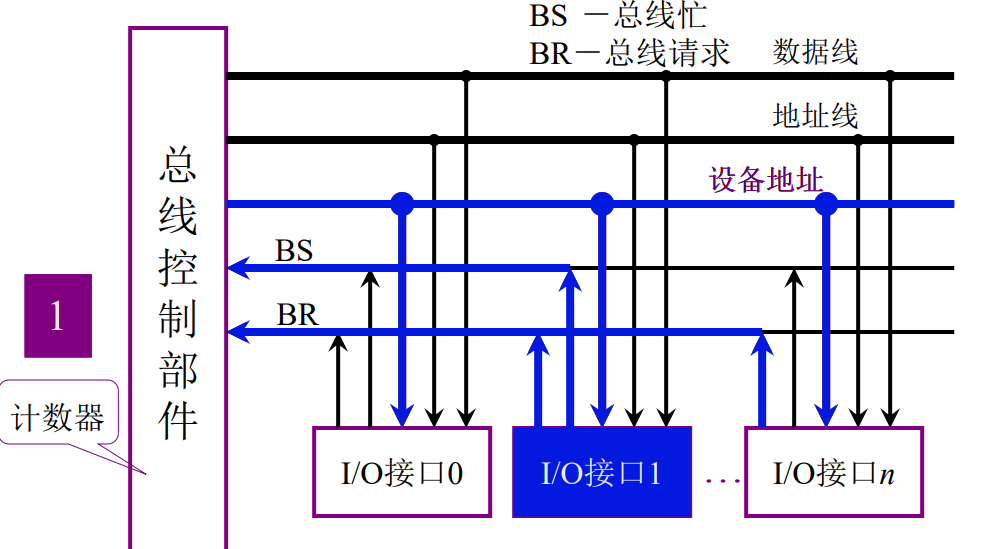 BS －总线忙
BR－总线请求
数据线
地址线
设备地址
BS
BR
总线控制部件
1
计数器
I/O接口0
I/O接口1
…
I/O接口n